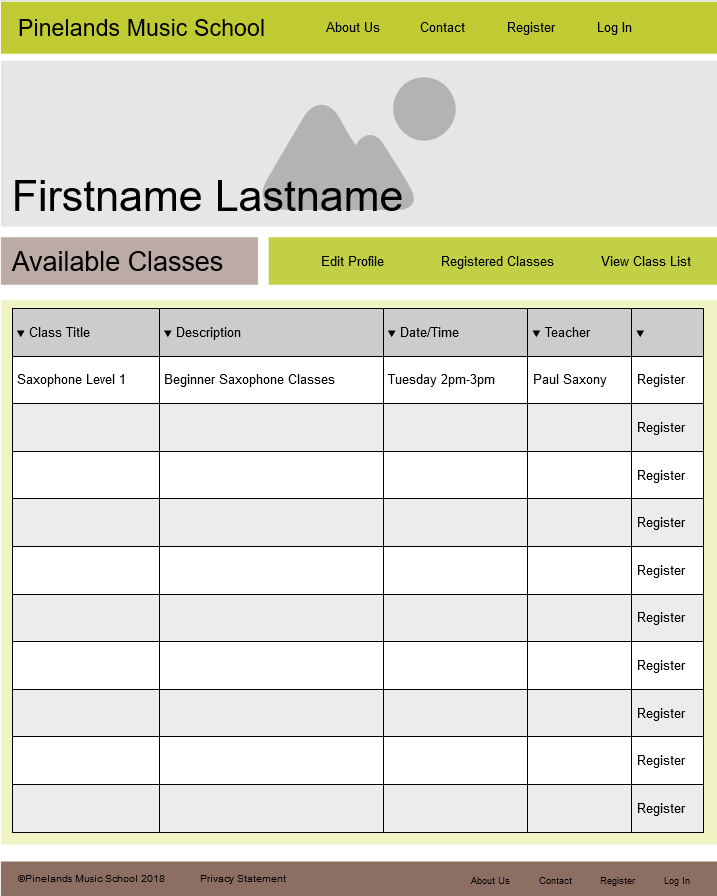 Pinelands Music School About Us Contact Register Log In
Firstname Lastname
Available Classes Edit Profile Registered Classes View Class List
▼ Class Title ▼ Description ▼ Date/Time ▼ Teacher ▼
Saxophone Level 1 Beginner Saxophone Classes Tuesday 2pm-3pm Paul Saxony Register
Register
Register
Register
Register
Register
Register
Register
Register
Register
©Pinelands Music School 2018 Privacy Statement About Us Contact Register Log In